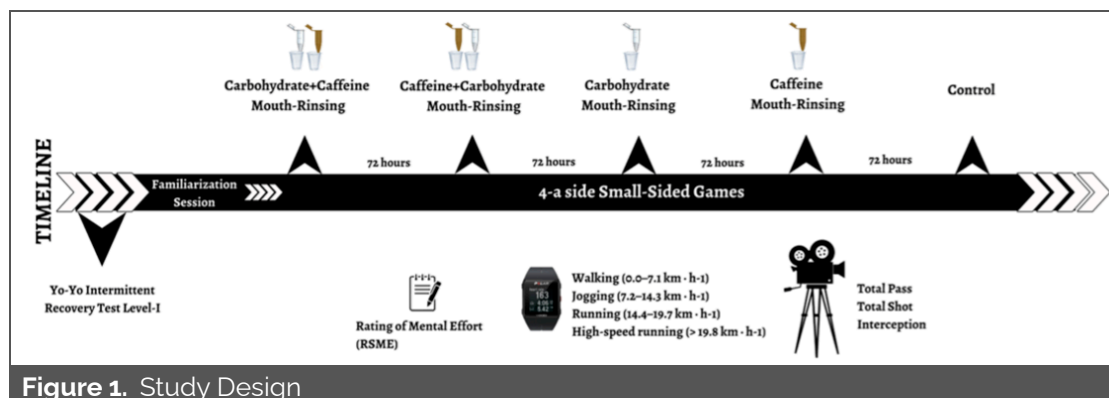 Carbohydrate+Caffeine
Mouth-Rinsing
Caffeine+Carbohydrate
Mouth-Rinsing
Carbohydrate
Mouth-Rinsing
Caffeine
Mouth-Rinsing
Control
72 hours
72 hours
72 hours
72 hours
TIMELINE
Familiarization
Session
4-a side Small-Sided Games
Yo-Yo Intermittent
Recovery Test Level-I
Rating of Mental Effort
(RSME)
163
Walking (0.0–7.1 km · h-1)
Jogging (7.2–14.3 km · h-1)
Running (14.4–19.7 km · h-1)
High-speed running (> 19.8 km · h-1)
Total Pass
Total Shot
Interception
Figure 1. Study Design